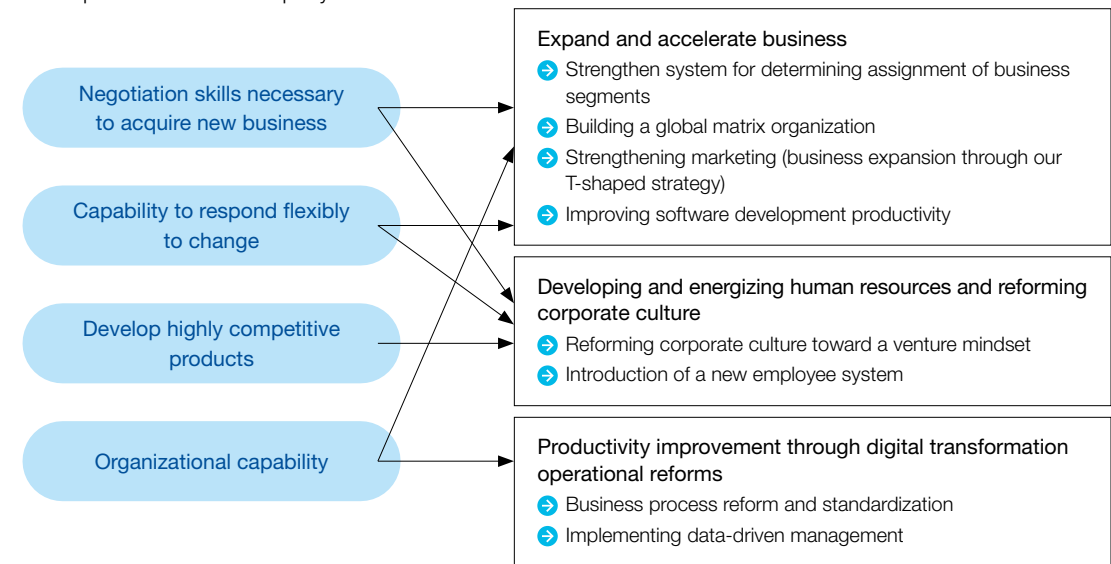 Negotiation skills necessary
to acquire new business
Capability to respond flexibly
to change
Develop highly competitive
products
Organizational capability
Expand and accelerate business
Strengthen system for determining assignment of business
segments
Building a global matrix organization
Strengthening marketing (business expansion through our
T-shaped strategy)
Improving software development productivity
Developing and energizing human resources and reforming
corporate culture
Reforming corporate culture toward a venture mindset
Introduction of a new employee system
Productivity improvement through digital transformation
operational reforms
Business process reform and standardization
Implementing data-driven management